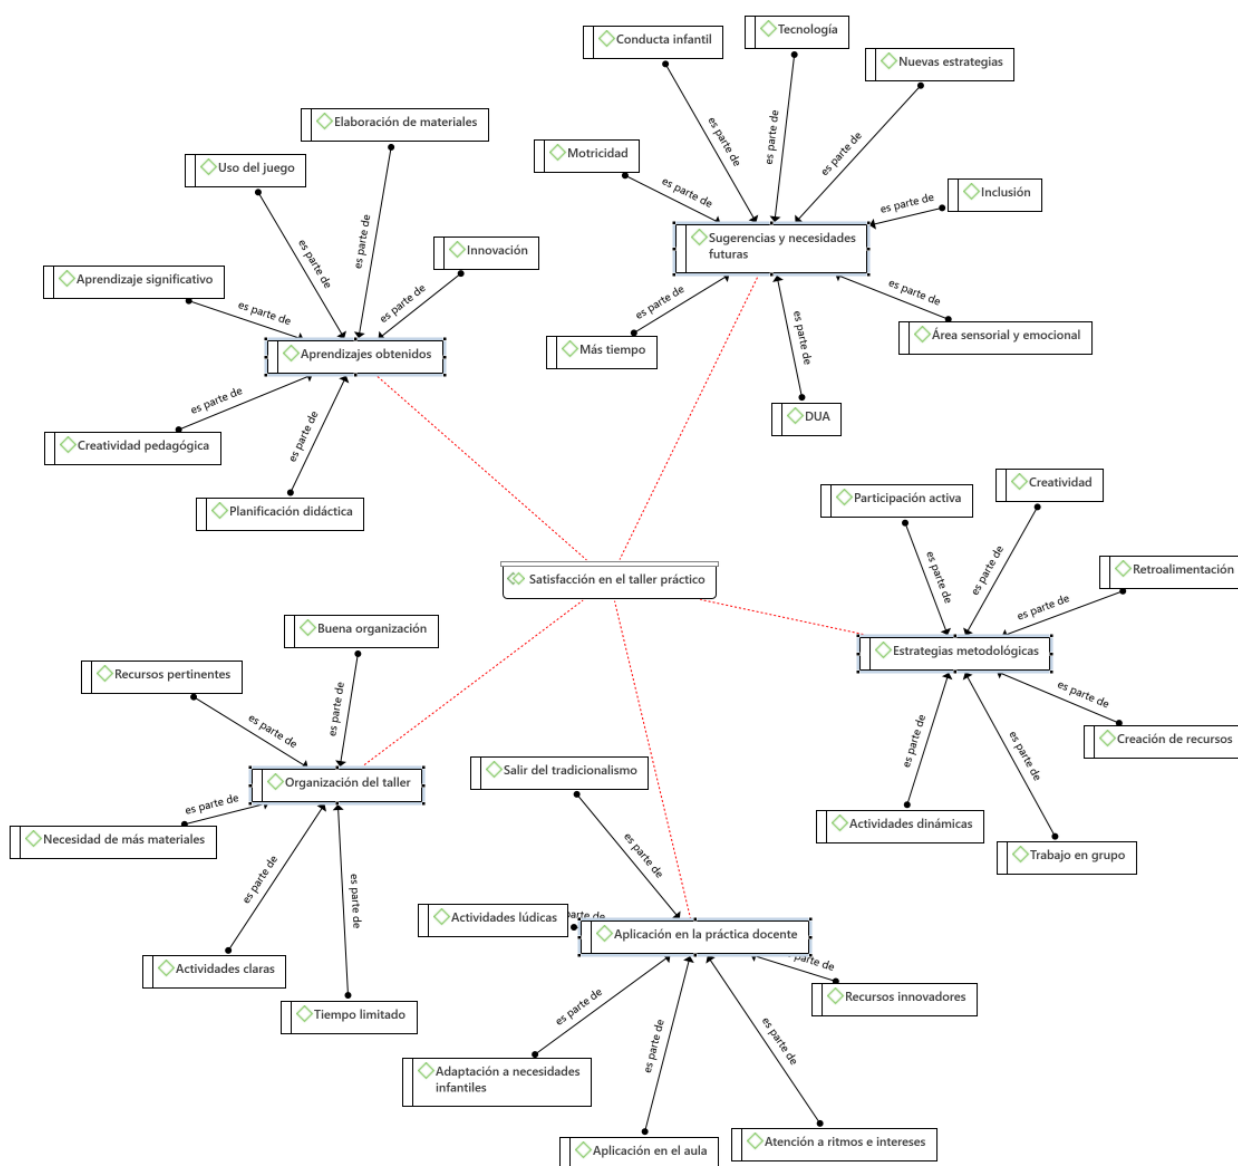 Conducta infantil
Tecnología
Nuevas estrategias
Motricidad
Inclusión
es parte de
es parte de
es parte de
es parte de
es parte de
Sugerencias y necesidades
futuras
es parte de
es parte de
es parte de
Más tiempo
Área sensorial y emocional
DUA
Elaboración de materiales
Uso del juego
Innovación
Aprendizaje significativo
es parte de
es parte de
es parte de
es parte de
Aprendizajes obtenidos
es parte de
es parte de
Creatividad pedagógica
Planificación didáctica
Satisfacción en el taller práctico
Participación activa
Creatividad
Retroalimentación
es parte de
es parte de
es parte de
Estrategias metodológicas
es parte de
es parte de
es parte de
Creación de recursos
Actividades dinámicas
Trabajo en grupo
Buena organización
Recursos pertinentes
es parte de
es parte de
Organización del taller
es parte de
es parte de
es parte de
Necesidad de más materiales
Actividades claras
Tiempo limitado
Salir del tradicionalismo
es parte de
Actividades lúdicas
parte de
Aplicación en la práctica docente
parte de
Recursos innovadores
es parte de
es parte de
es parte de
Adaptación a necesidades
infantiles
Aplicación en el aula
Atención a ritmos e intereses